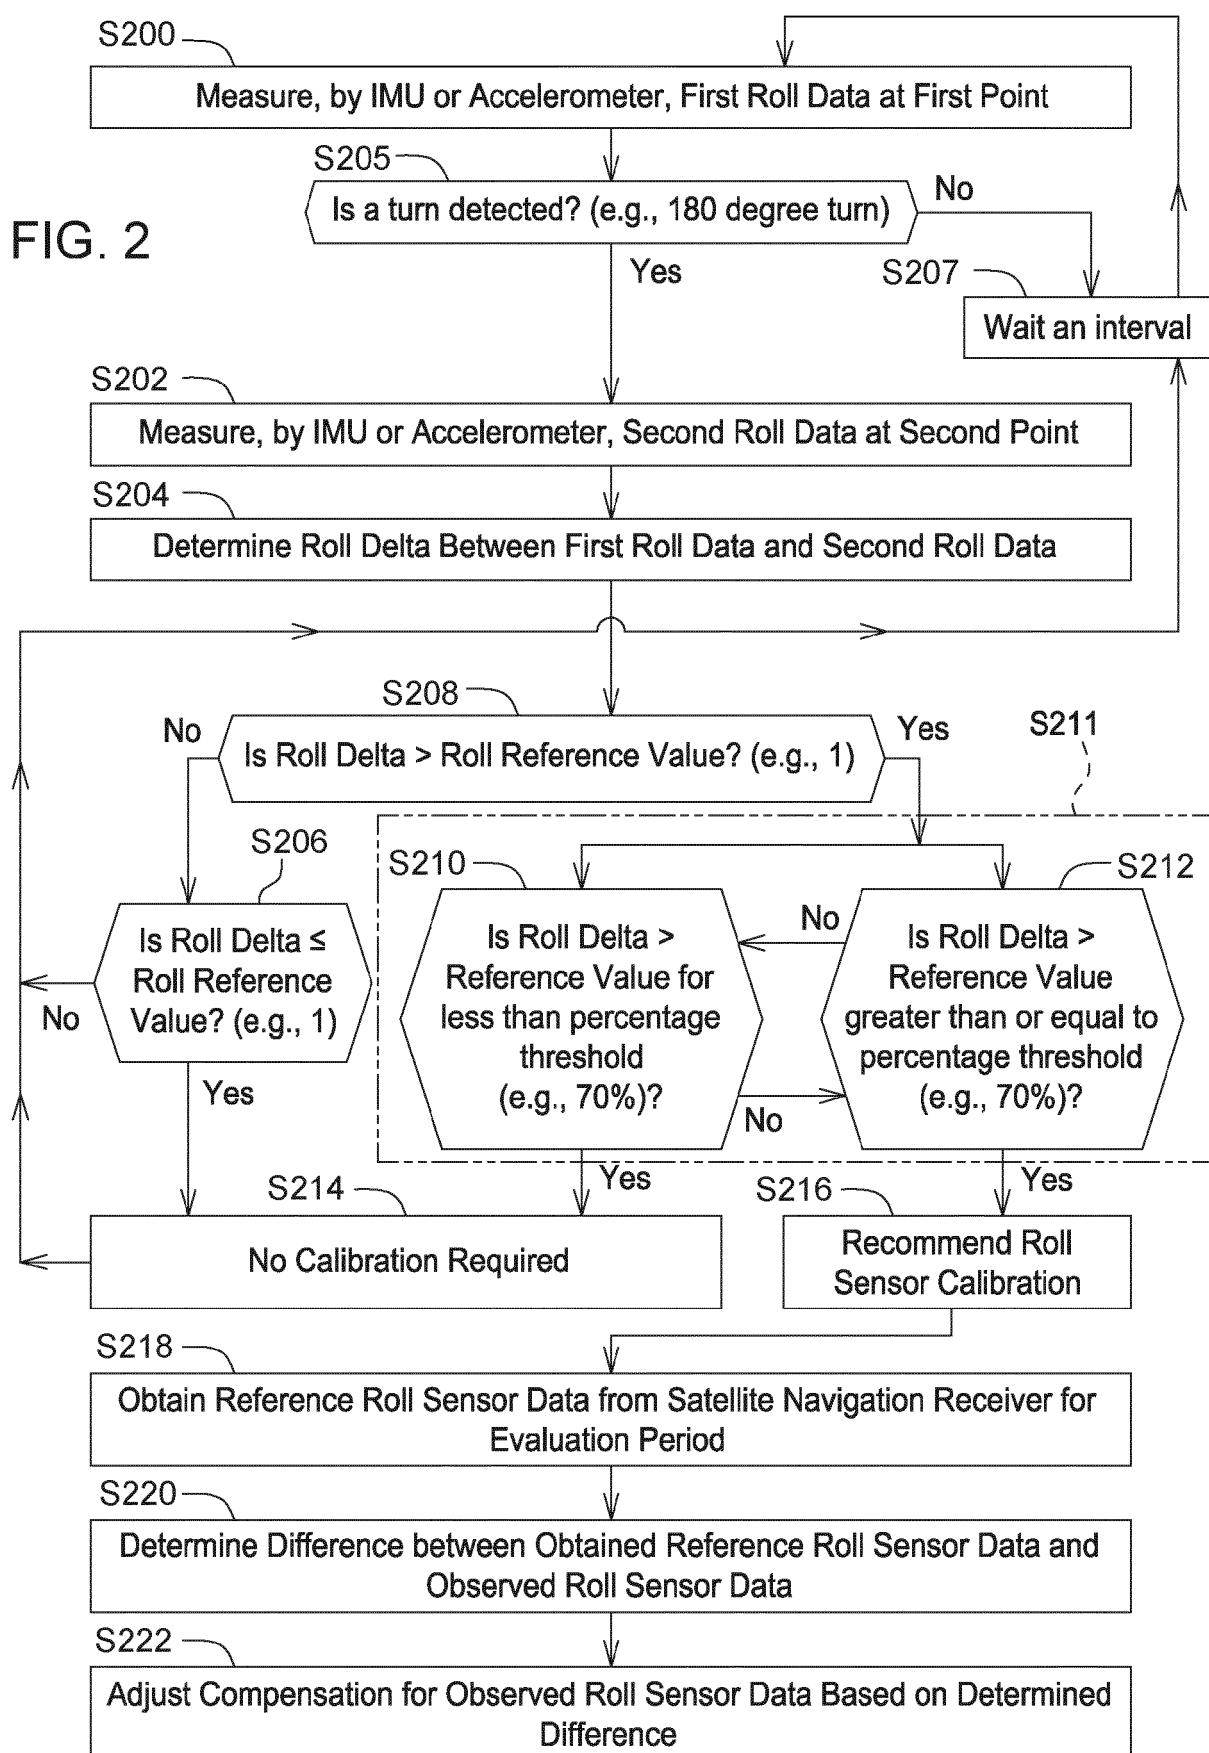 S200
Measure, by IMU or Accelerometer, First Roll Data at First Point
S205
Is a turn detected? (e.g., 180 degree turn)
No
FIG. 2
Yes
S207
Wait an interval
S202
Measure, by IMU or Accelerometer, Second Roll Data at Second Point
S204
Determine Roll Delta Between First Roll Data and Second Roll Data
S208
No
Is Roll Delta > Roll Reference Value? (e.g., 1)
Yes
S211
S206
Is Roll Delta ≤
Roll Reference
Value? (e.g., 1)
No
Yes
S210
Is Roll Delta >
Reference Value for
less than percentage
threshold
(e.g., 70%)?
No
No
S212
Is Roll Delta >
Reference Value
greater than or equal to
percentage threshold
(e.g., 70%)?
Yes
Yes
S214
No Calibration Required
S216
Recommend Roll
Sensor Calibration
S218
Obtain Reference Roll Sensor Data from Satellite Navigation Receiver for
Evaluation Period
S220
Determine Difference between Obtained Reference Roll Sensor Data and
Observed Roll Sensor Data
S222
Adjust Compensation for Observed Roll Sensor Data Based on Determined
Difference